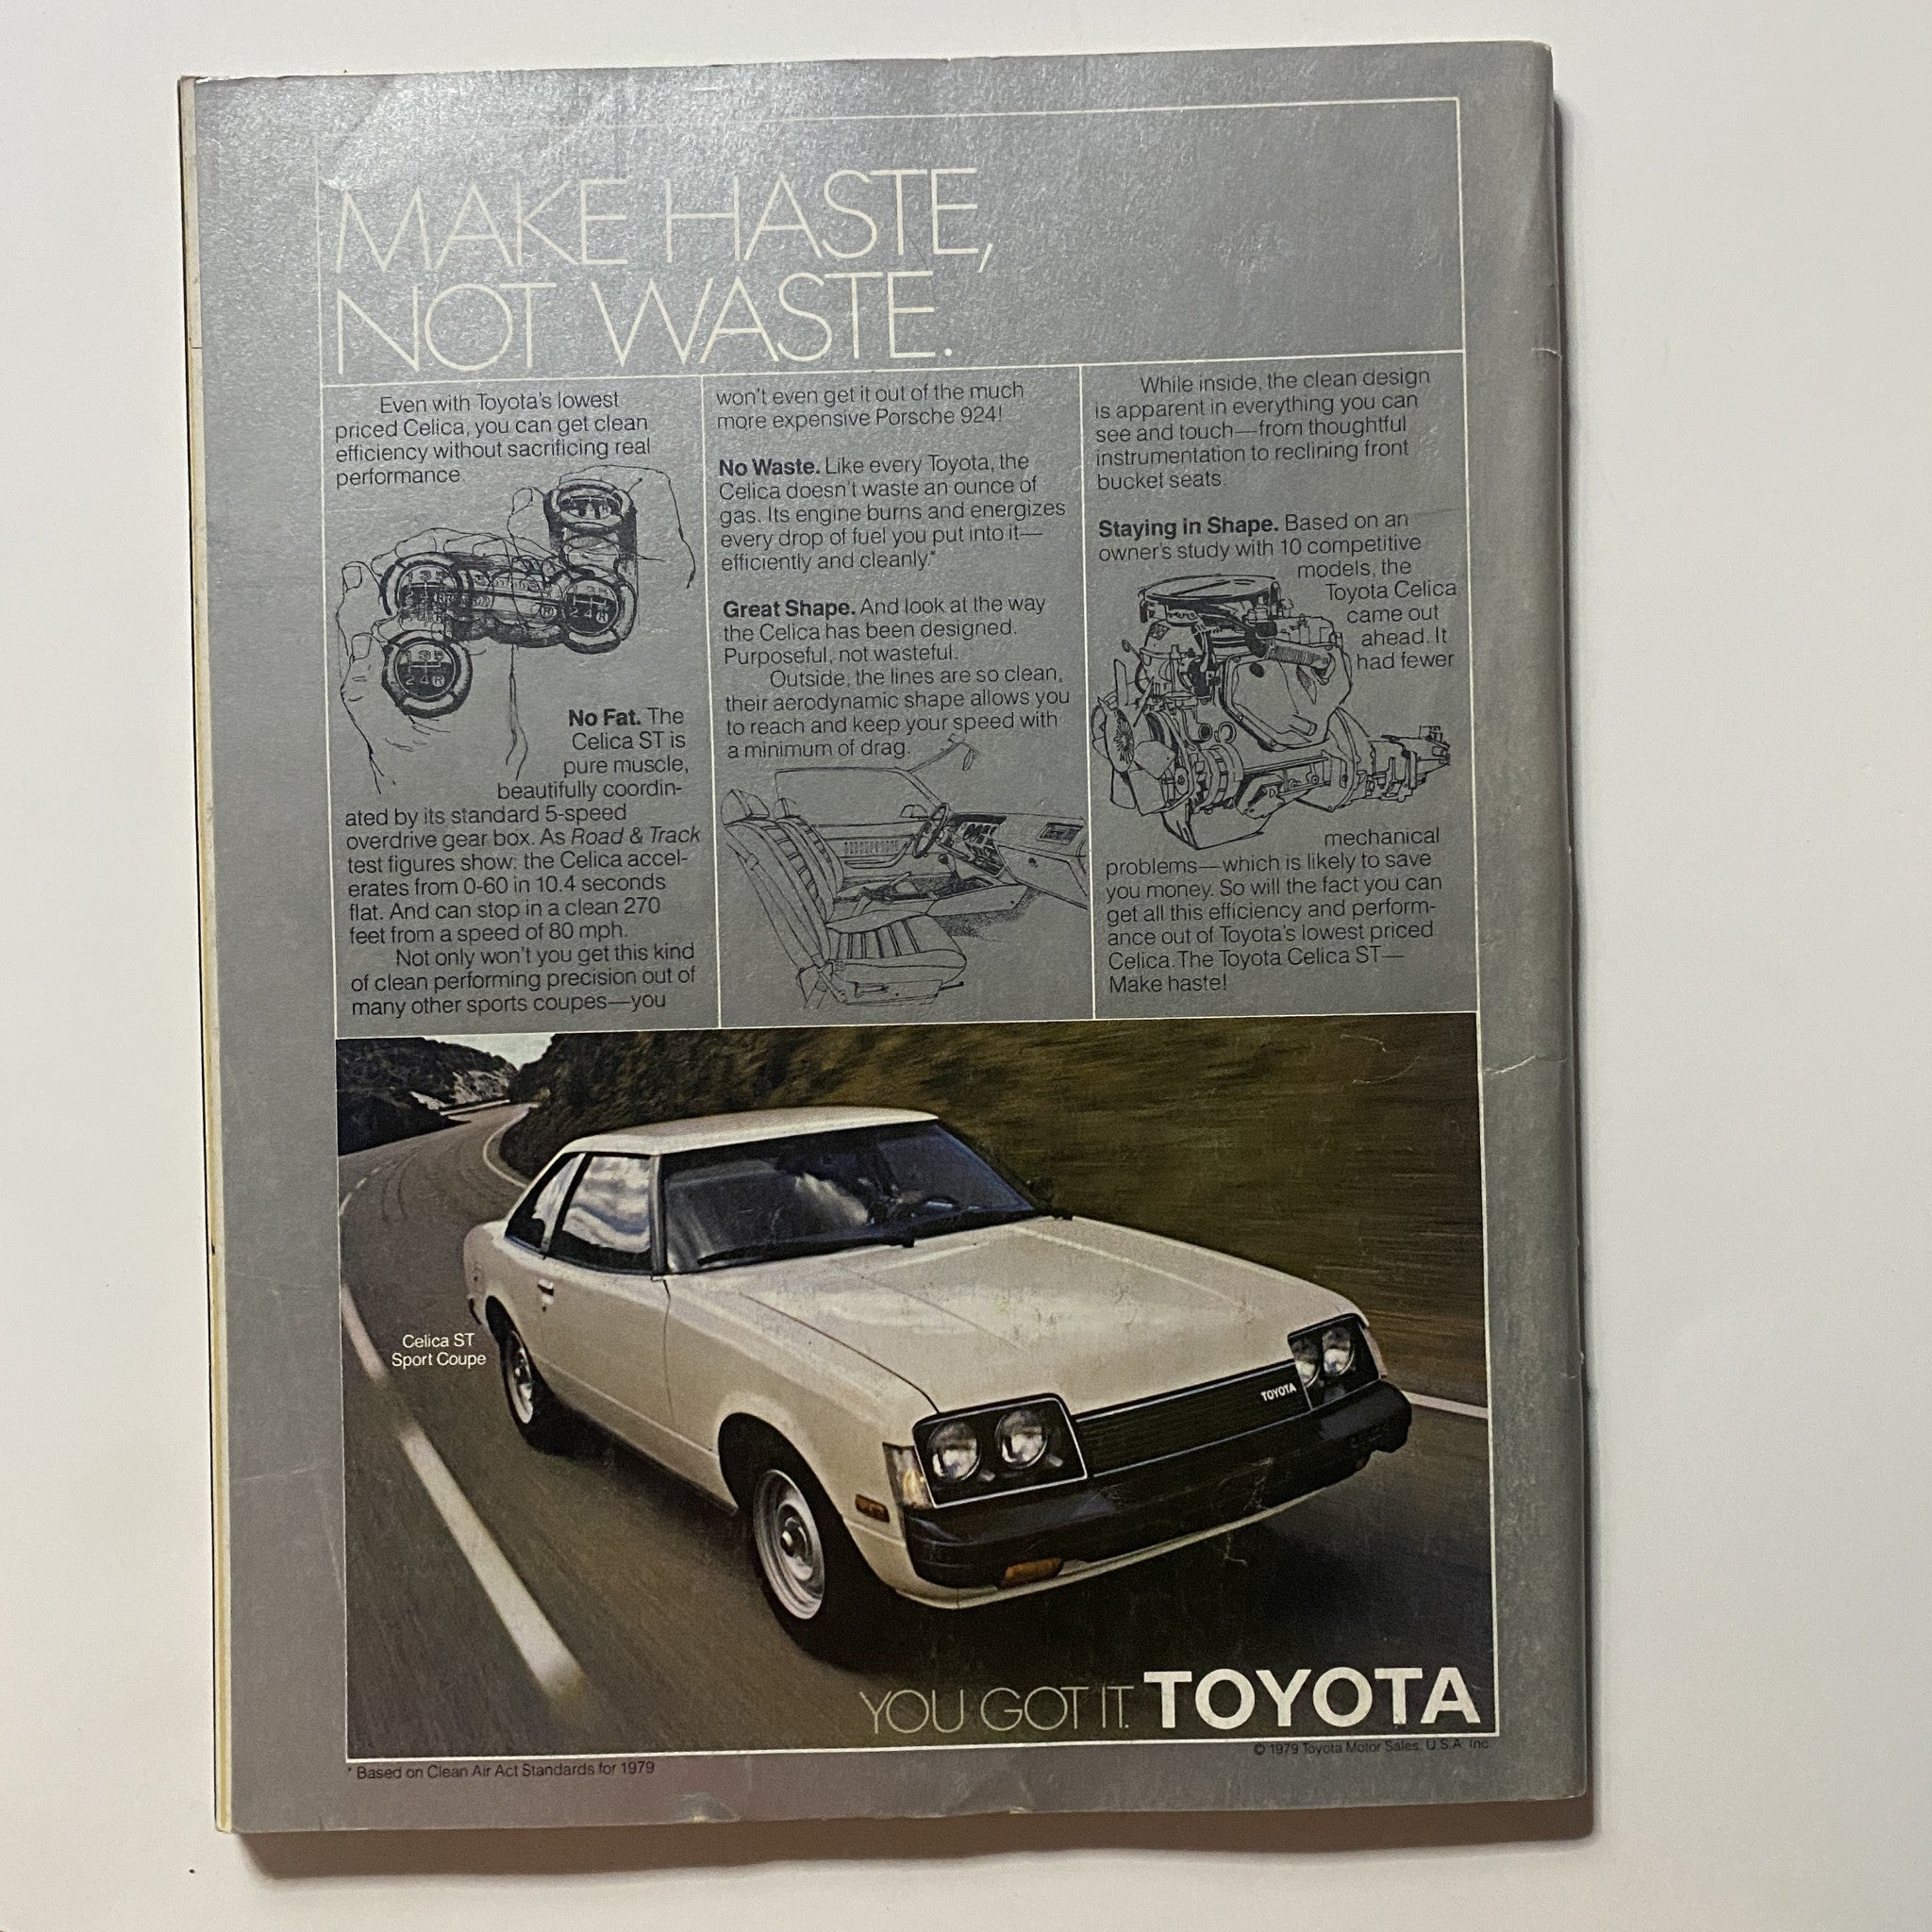 MAKE HASTE,
NOT WASTE.
Even with Toyota's lowest
priced Celica, you can get clean
efficiency without sacrificing real
performance.
No Fat. The
Celica ST is
pure muscle,
beautifully coordin-
ated by its standard 5-speed
overdrive gear box. As Road & Track
test figures show: the Celica accel-
erates from 0-60 in 10.4 seconds
flat. And can stop in a clean 270
feet from a speed of 80 mph.
Not only won't you get this kind
of clean performing precision out of
many other sports coupes—you
won't even get it out of the much
more expensive Porsche 924!
No Waste. Like every Toyota, the
Celica doesn't waste an ounce of
gas. Its engine burns and energizes
every drop of fuel you put into it—
efficiently and cleanly.*
Great Shape. And look at the way
the Celica has been designed.
Purposeful, not wasteful.
Outside, the lines are so clean,
their aerodynamic shape allows you
to reach and keep your speed with
a minimum of drag.
While inside, the clean design
is apparent in everything you can
see and touch—from thoughtful
instrumentation to reclining front
bucket seats.
Staying in Shape. Based on an
owner's study with 10 competitive
models, the
Toyota Celica
came out
ahead. It
had fewer
mechanical
problems—which is likely to save
you money. So will the fact you can
get all this efficiency and perform-
ance out of Toyota's lowest priced
Celica. The Toyota Celica ST—
Make haste!
Celica ST
Sport Coupe
TOYOTA
YOU GOT IT. TOYOTA
© 1979 Toyota Motor Sales, U.S.A. Inc.
* Based on Clean Air Act Standards for 1979